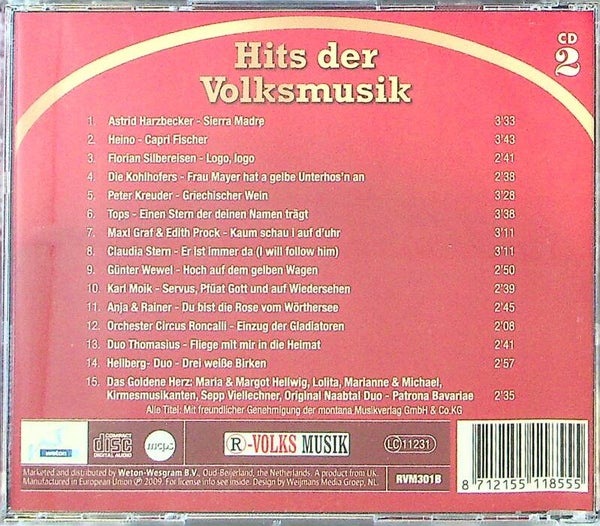 Hits der
Volksmusik
CD
2
1. Astrid Harzbecker - Sierra Madre 3'33
2. Heino - Capri Fischer 3'43
3. Florian Silbereisen - Logo, logo 2'41
4. Die Kohlhofers - Frau Mayer hat a gelbe Unterhos'n an 2'38
5. Peter Kreuder - Griechischer Wein 3'28
6. Tops - Einen Stern der deinen Namen trägt 3'38
7. Maxl Graf & Edith Prock - Kaum schau I auf d'uhr 3'11
8. Claudia Stern - Er ist immer da (I will follow him) 3'11
9. Günter Wewel - Hoch auf dem gelben Wagen 2'50
10. Karl Moik - Servus, Pfüat Gott und auf Wiedersehen 2'39
11. Anja & Rainer - Du bist die Rose vom Wörthersee 2'45
12. Orchester Circus Roncalli - Einzug der Gladiatoren 2'08
13. Duo Thomasius - Fliege mit mir in die Heimat 2'41
14. Hellberg- Duo - Drei weiße Birken 2'57
15. Das Goldene Herz: Maria & Margot Hellwig, Lolita, Marianne & Michael,
Kirmesmusikanten, Sepp Viellechner, Original Naabtal Duo - Patrona Bavariae 2'35
Alle Titel: Mit freundlicher Genehmigung der montana Musikverlag GmbH & Co.KG
weton
COMPACT
disc
DIGITAL AUDIO
mcps
R-VOLKS MUSIK
LC 11231
Marketed and distributed by Weton-Wesgram B.V., Oud-Beijerland, the Netherlands. A product from UK.
Manufactured in European Union ℗ 2009. For license info see inside. Design by Weijmans Media Groep, NL.
RVM301B
8 712155 118555